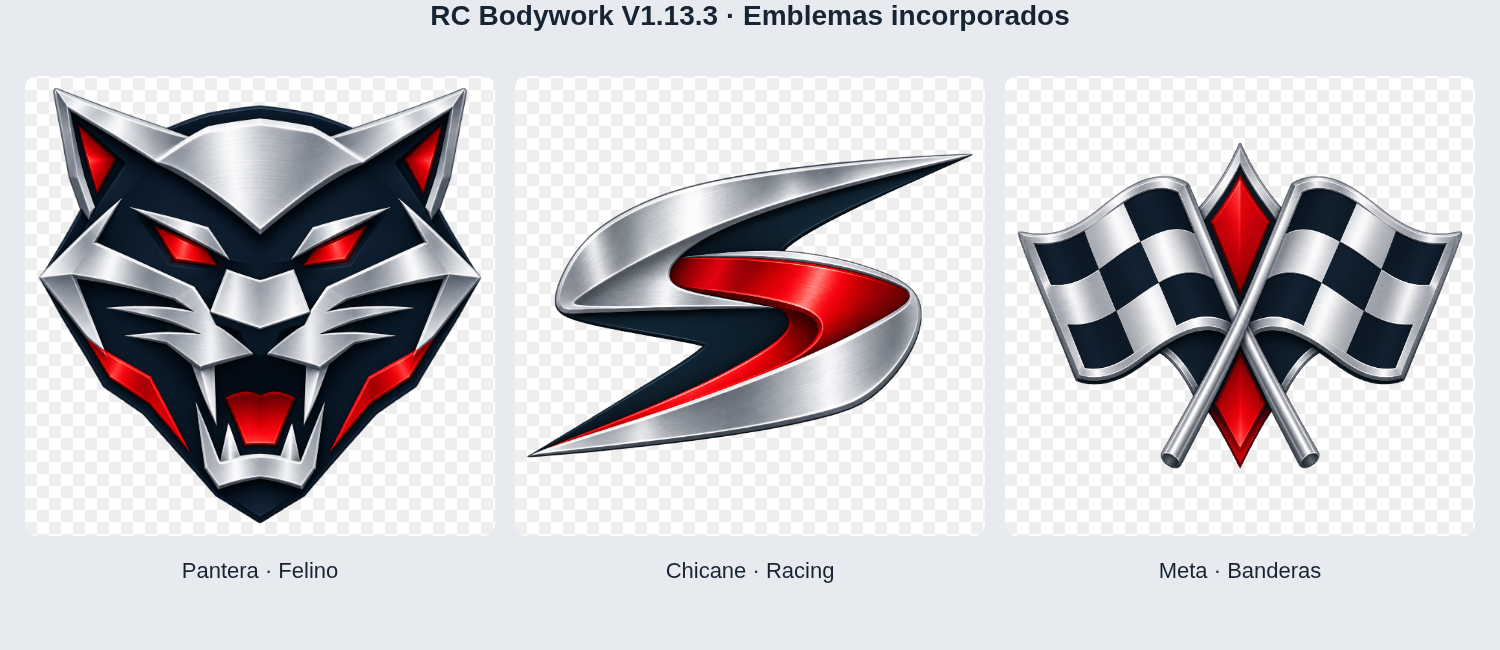 RC Bodywork V1.13.3 · Emblemas incorporados
Pantera · Felino
Chicane · Racing
Meta · Banderas